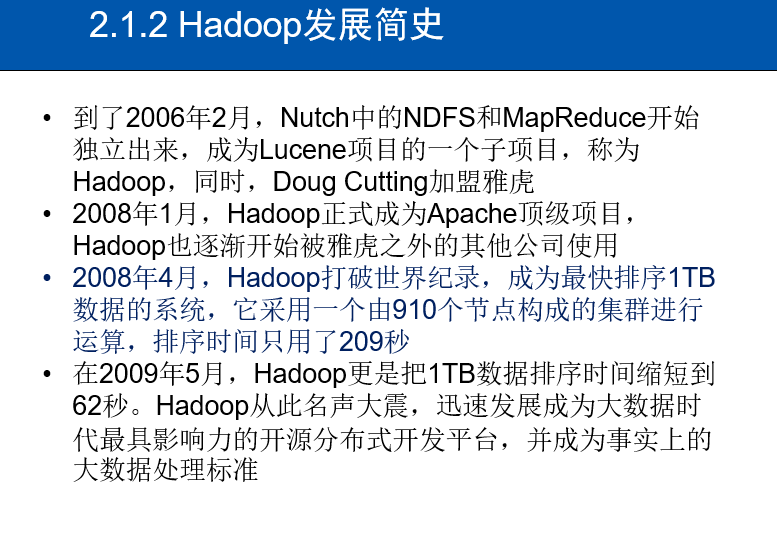 2.1.2 Hadoop发展简史
• 到了2006年2月，Nutch中的NDFS和MapReduce开始
独立出来，成为Lucene项目的一个子项目，称为
Hadoop，同时，Doug Cutting加盟雅虎
• 2008年1月，Hadoop正式成为Apache顶级项目，
Hadoop也逐渐开始被雅虎之外的其他公司使用
• 2008年4月，Hadoop打破世界纪录，成为最快排序1TB
数据的系统，它采用一个由910个节点构成的集群进行
运算，排序时间只用了209秒
• 在2009年5月，Hadoop更是把1TB数据排序时间缩短到
62秒。Hadoop从此名声大震，迅速发展成为大数据时
代最具影响力的开源分布式开发平台，并成为事实上的
大数据处理标准